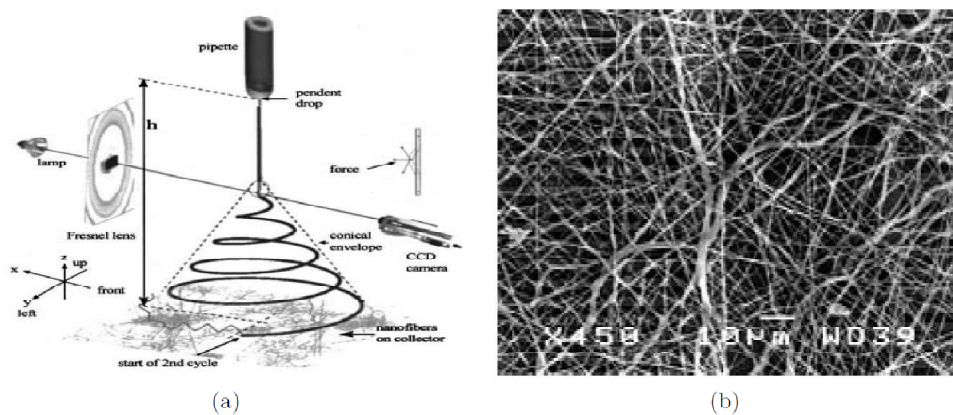 pipette
pendent
drop
h
lamp
force
Fresnel lens
conical
envelope
CCD
camera
z
up
x
front
y
left
nanofibers
on collector
start of 2nd cycle
X450 10μm WD39
(a)
(b)